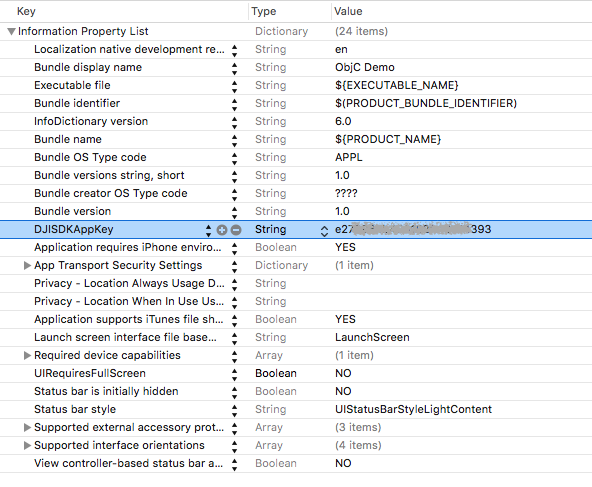 Key Type Value
Information Property List Dictionary (24 items)
Localization native development re... String en
Bundle display name String ObjC Demo
Executable file String ${EXECUTABLE_NAME}
Bundle identifier String $(PRODUCT_BUNDLE_IDENTIFIER)
InfoDictionary version String 6.0
Bundle name String ${PRODUCT_NAME}
Bundle OS Type code String APPL
Bundle versions string, short String 1.0
Bundle creator OS Type code String ????
Bundle version String 1.0
DJISDKAppKey String e27 393
Application requires iPhone enviro... Boolean YES
App Transport Security Settings Dictionary (1 item)
Privacy - Location Always Usage D... String
Privacy - Location When In Use Us... String
Application supports iTunes file sh... Boolean YES
Launch screen interface file base... String LaunchScreen
Required device capabilities Array (1 item)
UIRequiresFullScreen Boolean NO
Status bar is initially hidden Boolean NO
Status bar style String UIStatusBarStyleLightContent
Supported external accessory prot... Array (3 items)
Supported interface orientations Array (4 items)
View controller-based status bar a... Boolean NO